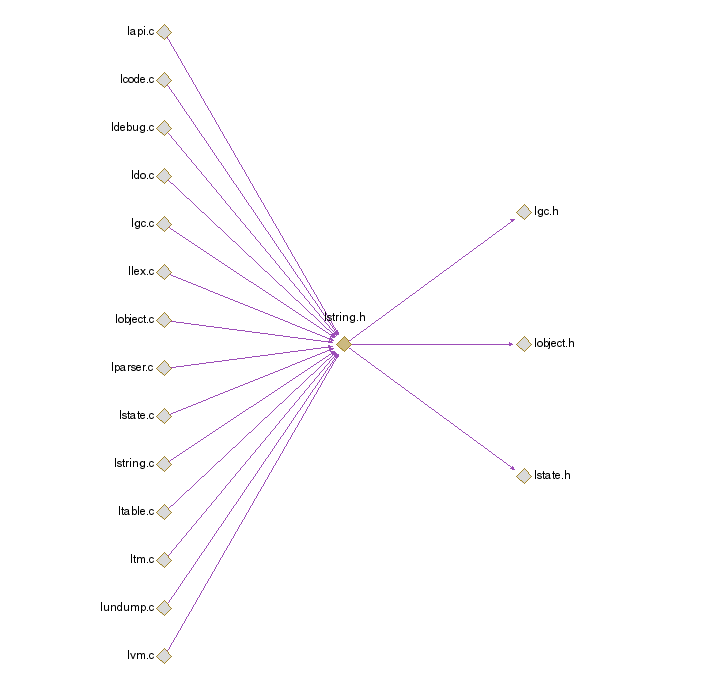 lapi.c
lcode.c
ldebug.c
ldo.c
lgc.c
llex.c
lobject.c
lparser.c
lstate.c
lstring.c
ltable.c
ltm.c
lundump.c
lvm.c
lstring.h
lgc.h
lobject.h
lstate.h